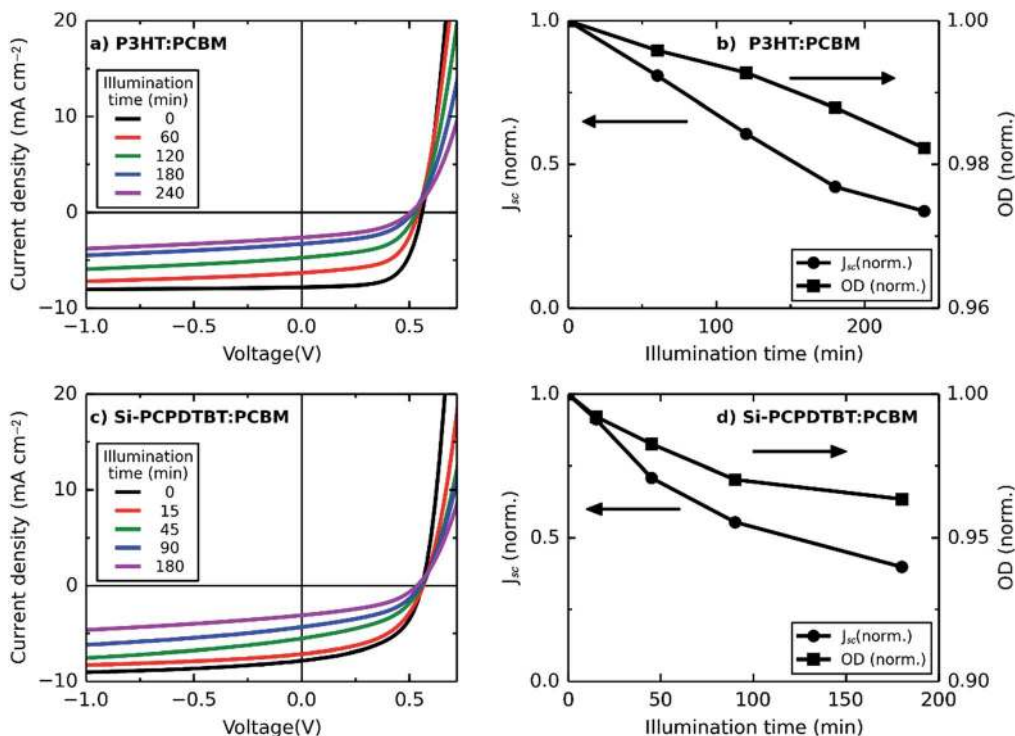 a) P3HT:PCBM
Illumination
time (min)
0
60
120
180
240
20
10
0
−10
−1.0
−0.5
0.0
0.5
Voltage(V)
Current density (mA cm⁻²)
b) P3HT:PCBM
1.0
0.5
0.0
J_sc (norm.)
1.00
0.98
0.96
OD (norm.)
J_sc(norm.)
OD (norm.)
0
50
100
150
200
Illumination time (min)
c) Si-PCPDTBT:PCBM
Illumination
time (min)
0
15
45
90
180
20
10
0
−10
−1.0
−0.5
0.0
0.5
Voltage(V)
Current density (mA cm⁻²)
d) Si-PCPDTBT:PCBM
1.0
0.5
0.0
J_sc (norm.)
1.00
0.95
0.90
OD (norm.)
J_sc(norm.)
OD (norm.)
0
50
100
150
200
Illumination time (min)